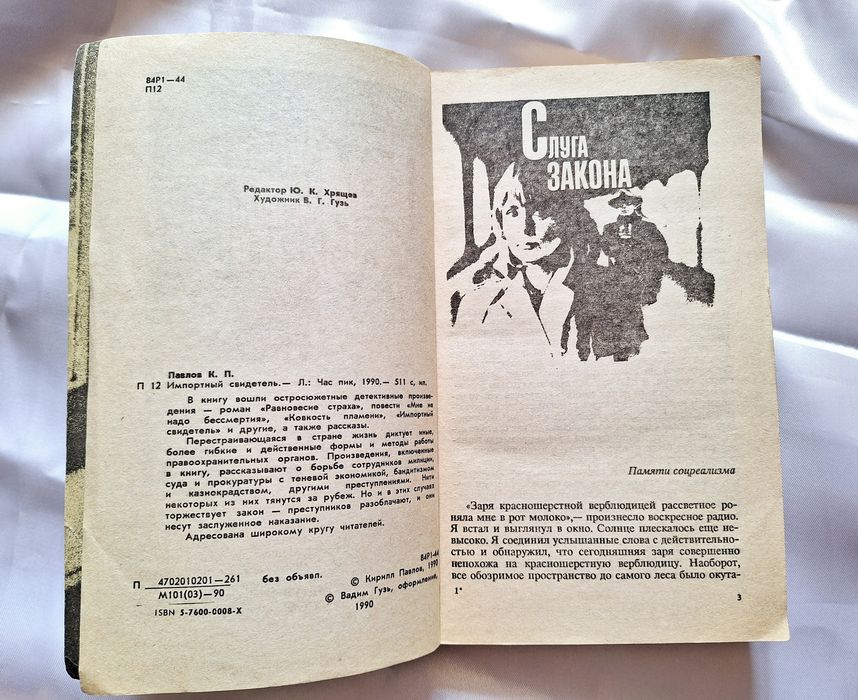 84Р1—44
П12
Редактор Ю. К. Хрящев
Художник В. Г. Гузь
Павлов К. П.
П 12 Импортный свидетель.— Л.: Час пик, 1990.— 511 с, ил.
В книгу вошли остросюжетные детективные произве-
дения — роман «Равновесие страха», повести «Мне не
надо бессмертия», «Ковкость пламени», «Импортный
свидетель» и другие, а также рассказы.
Перестраивающаяся в стране жизнь диктует иные,
более гибкие и действенные формы и методы работы
правоохранительных органов. Произведения, включенные
в книгу, рассказывают о борьбе сотрудников милиции,
суда и прокуратуры с теневой экономикой, бандитизмом
и казнокрадством, другими преступлениями. Нити
некоторых из них тянутся за рубеж. Но и в этих случаях
торжествует закон — преступников разоблачают, и они
несут заслуженное наказание.
Адресована широкому кругу читателей.
84Р1-44
П 4702010201—261 без объявл.
М101(03)—90
© Кирилл Павлов, 1990
© Вадим Гузь, оформление,
1990
ISBN 5-7600-0008-X
Слуга
ЗАКОНА
Памяти соцреализма
«Заря красношерстной верблюдицей рассветное ро-
няла мне в рот молоко»,— произнесло воскресное радио.
Я встал и выглянул в окно. Солнце плескалось еще не-
высоко. Я соединил услышанные слова с действительно-
стью и обнаружил, что сегодняшняя заря совершенно
непохожа на красношерстную верблюдицу. Наоборот,
все обозримое пространство до самого леса было окута-
1*
3